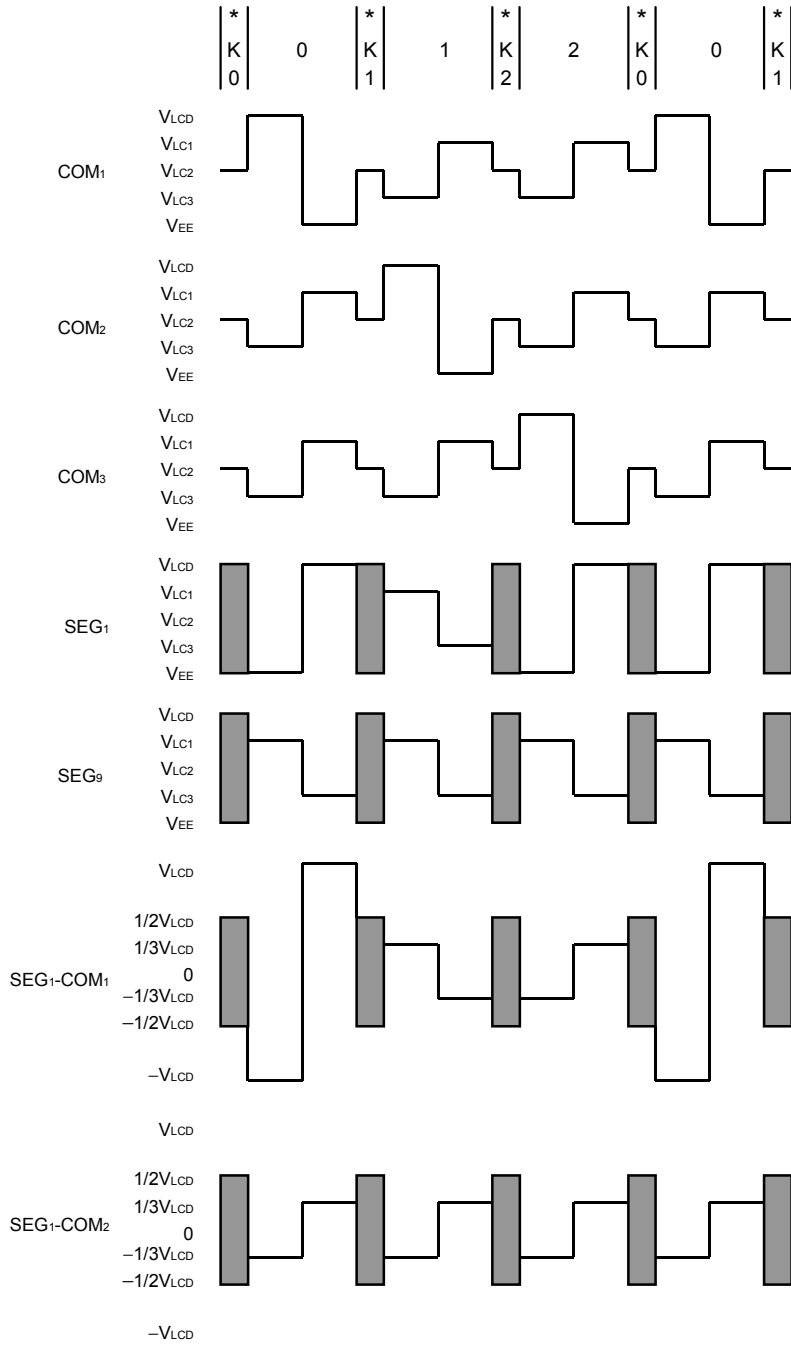 * * * * *
K 0 K 1 K 2 K 0 K
0 1 2 0 1
VLCD
VLC1
COM1 VLC2
VLC3
VEE
VLCD
VLC1
COM2 VLC2
VLC3
VEE
VLCD
VLC1
COM3 VLC2
VLC3
VEE
VLCD
VLC1
SEG1 VLC2
VLC3
VEE
VLCD
VLC1
SEG9 VLC2
VLC3
VEE
VLCD
1/2VLCD
1/3VLCD
SEG1-COM1 0
−1/3VLCD
−1/2VLCD
−VLCD
VLCD
1/2VLCD
1/3VLCD
SEG1-COM2 0
−1/3VLCD
−1/2VLCD
−VLCD